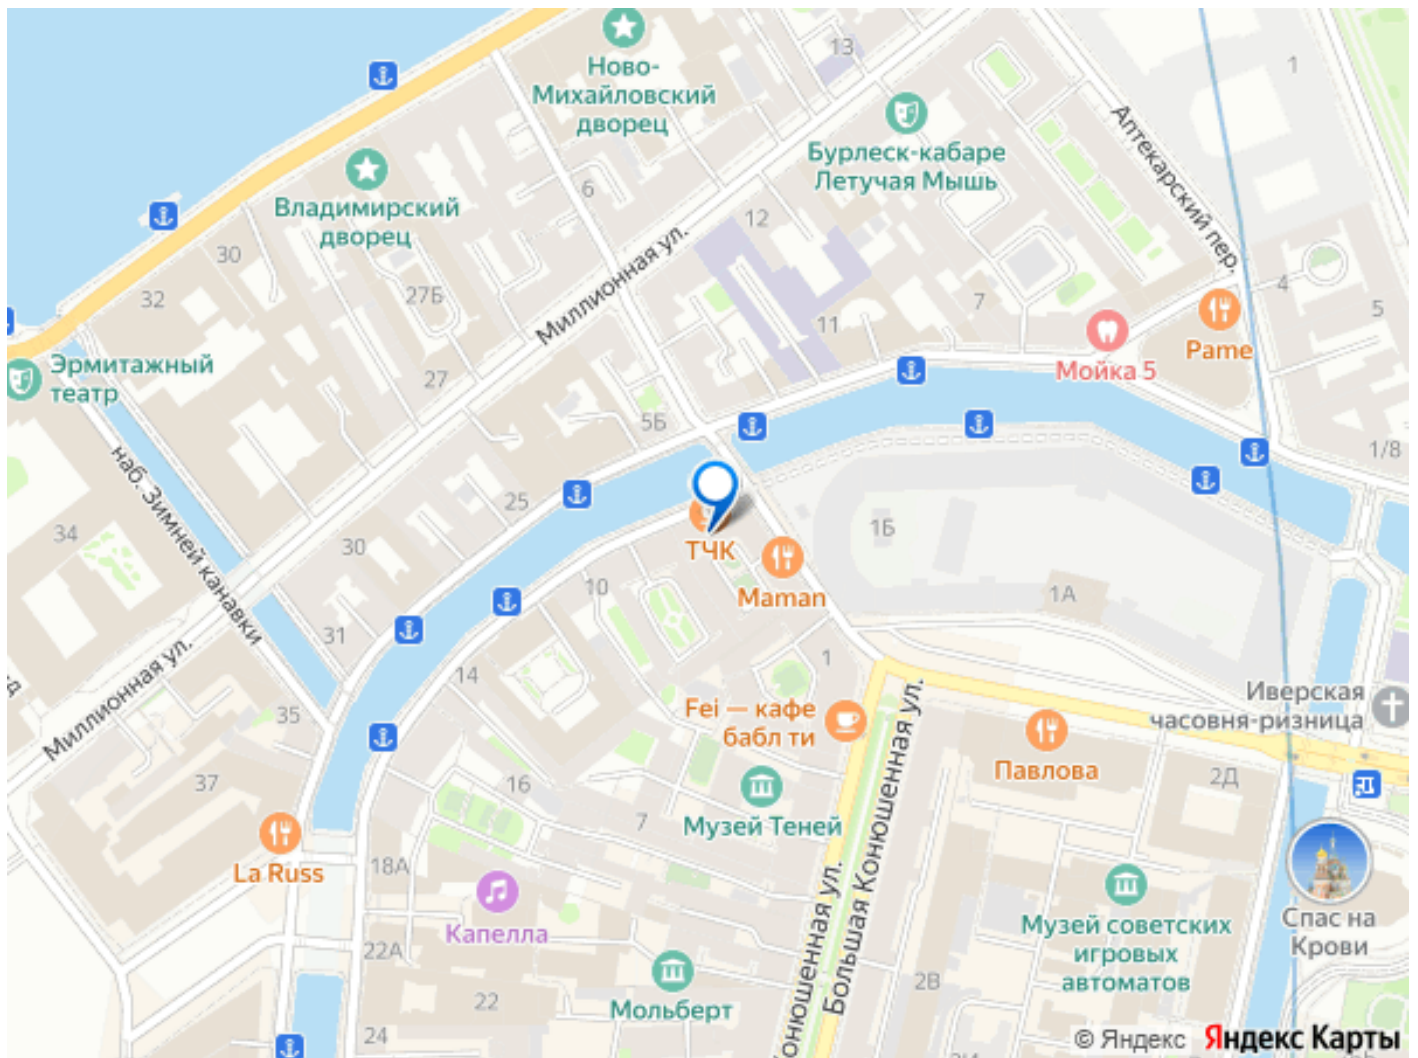 Ново-
Михайловский
дворец
13
1
Бурлеск-кабаре
Летучая Мышь
Аптекарский пер.
Владимирский
дворец
6
12
30
32
27Б
Миллионная ул.
7
11
4
5
Pame
Мойка 5
Эрмитажный
театр
27
5Б
1/8
наб. Зимней канавки
25
34
30
1Б
ТЧК
Maman
10
1А
31
Миллионная ул.
14
1
35
Fei — кафе
бабл ти
Иверская
часовня-ризница
Павлова
2Д
37
16
7
Музей Теней
La Russ
18А
Капелла
Большая Конюшенная ул.
Конюшенная ул.
Конюшенная ул.
Музей советских
игровых
автоматов
Спас на
Крови
22А
2В
22
Мольберт
24
© Яндекс Яндекс Карты